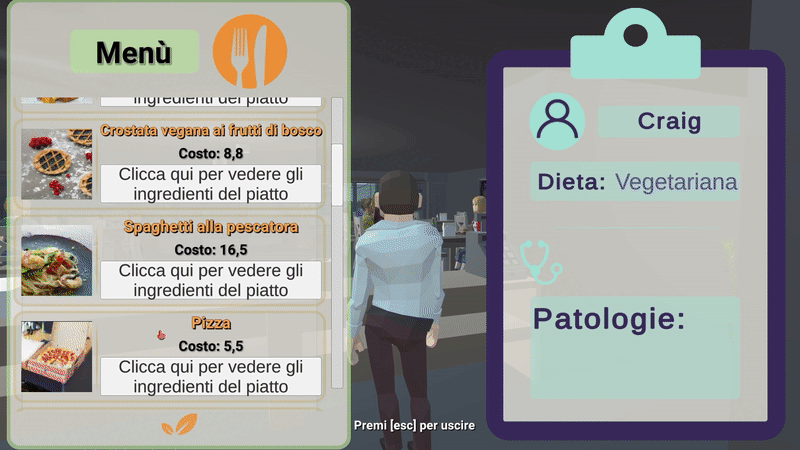 Menù
ingredienti del piatto
Crostata vegana ai frutti di bosco
Costo: 8,8
Clicca qui per vedere gli
ingredienti del piatto
Spaghetti alla pescatora
Costo: 16,5
Clicca qui per vedere gli
ingredienti del piatto
Pizza
Costo: 5,5
Clicca qui per vedere gli
ingredienti del piatto
Premi [esc] per uscire
Craig
Dieta: Vegetariana
Patologie: